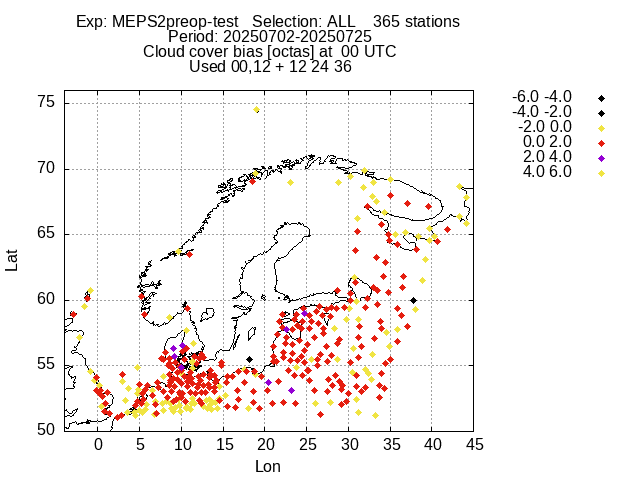 Exp: MEPS2preop-test   Selection: ALL    365 stations
Period: 20250702-20250725
Cloud cover bias [octas] at  00 UTC
Used 00,12 + 12 24 36
-6.0 -4.0
-4.0 -2.0
-2.0 0.0
0.0 2.0
2.0 4.0
4.0 6.0
75
70
65
60
55
50
Lat
0 5 10 15 20 25 30 35 40 45
Lon